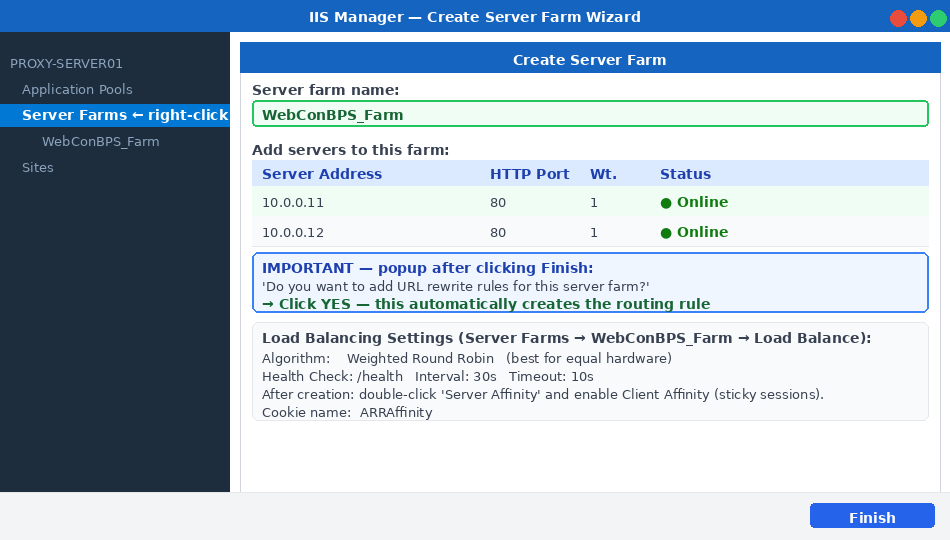 IIS Manager — Create Server Farm Wizard
PROXY-SERVER01
Application Pools
Server Farms ← right-click
WebConBPS_Farm
Sites
Create Server Farm
Server farm name:
WebConBPS_Farm
Add servers to this farm:
Server Address HTTP Port Wt. Status
10.0.0.11 80 1 ● Online
10.0.0.12 80 1 ● Online
IMPORTANT — popup after clicking Finish:
'Do you want to add URL rewrite rules for this server farm?'
→ Click YES — this automatically creates the routing rule
Load Balancing Settings (Server Farms → WebConBPS_Farm → Load Balance):
Algorithm: Weighted Round Robin (best for equal hardware)
Health Check: /health Interval: 30s Timeout: 10s
After creation: double-click 'Server Affinity' and enable Client Affinity (sticky sessions).
Cookie name: ARRAffinity
Finish